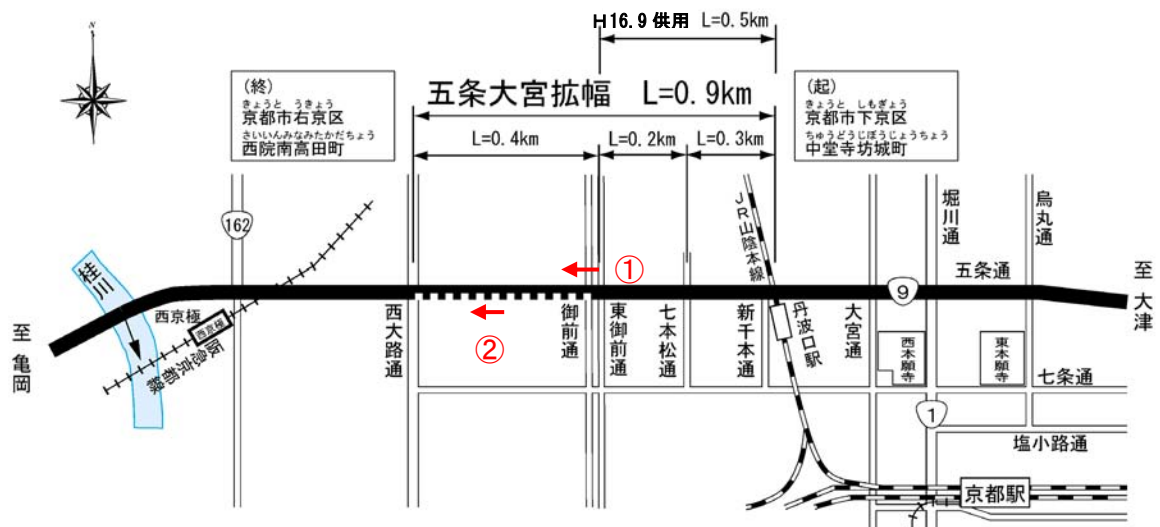 H16.9 供用 L=0.5km
五条大宮拡幅 L=0.9km
L=0.4km
L=0.2km
L=0.3km
(終)
きょうと うきょう
京都市右京区
さいいんみなみたかだちょう
西院南高田町
(起)
きょうと しもぎょう
京都市下京区
ちゅうどうじぼうじょうちょう
中堂寺坊城町
N
162
JR山陰本線
堀川通
烏丸通
①
桂川
五条通
至 大津
9
西京極
西京極
至 亀岡
阪急京都線
西大路通
②
御前通
東御前通
七本松通
新千本通
丹波口駅
大宮通
西本願寺
東本願寺
七条通
1
塩小路通
京都駅